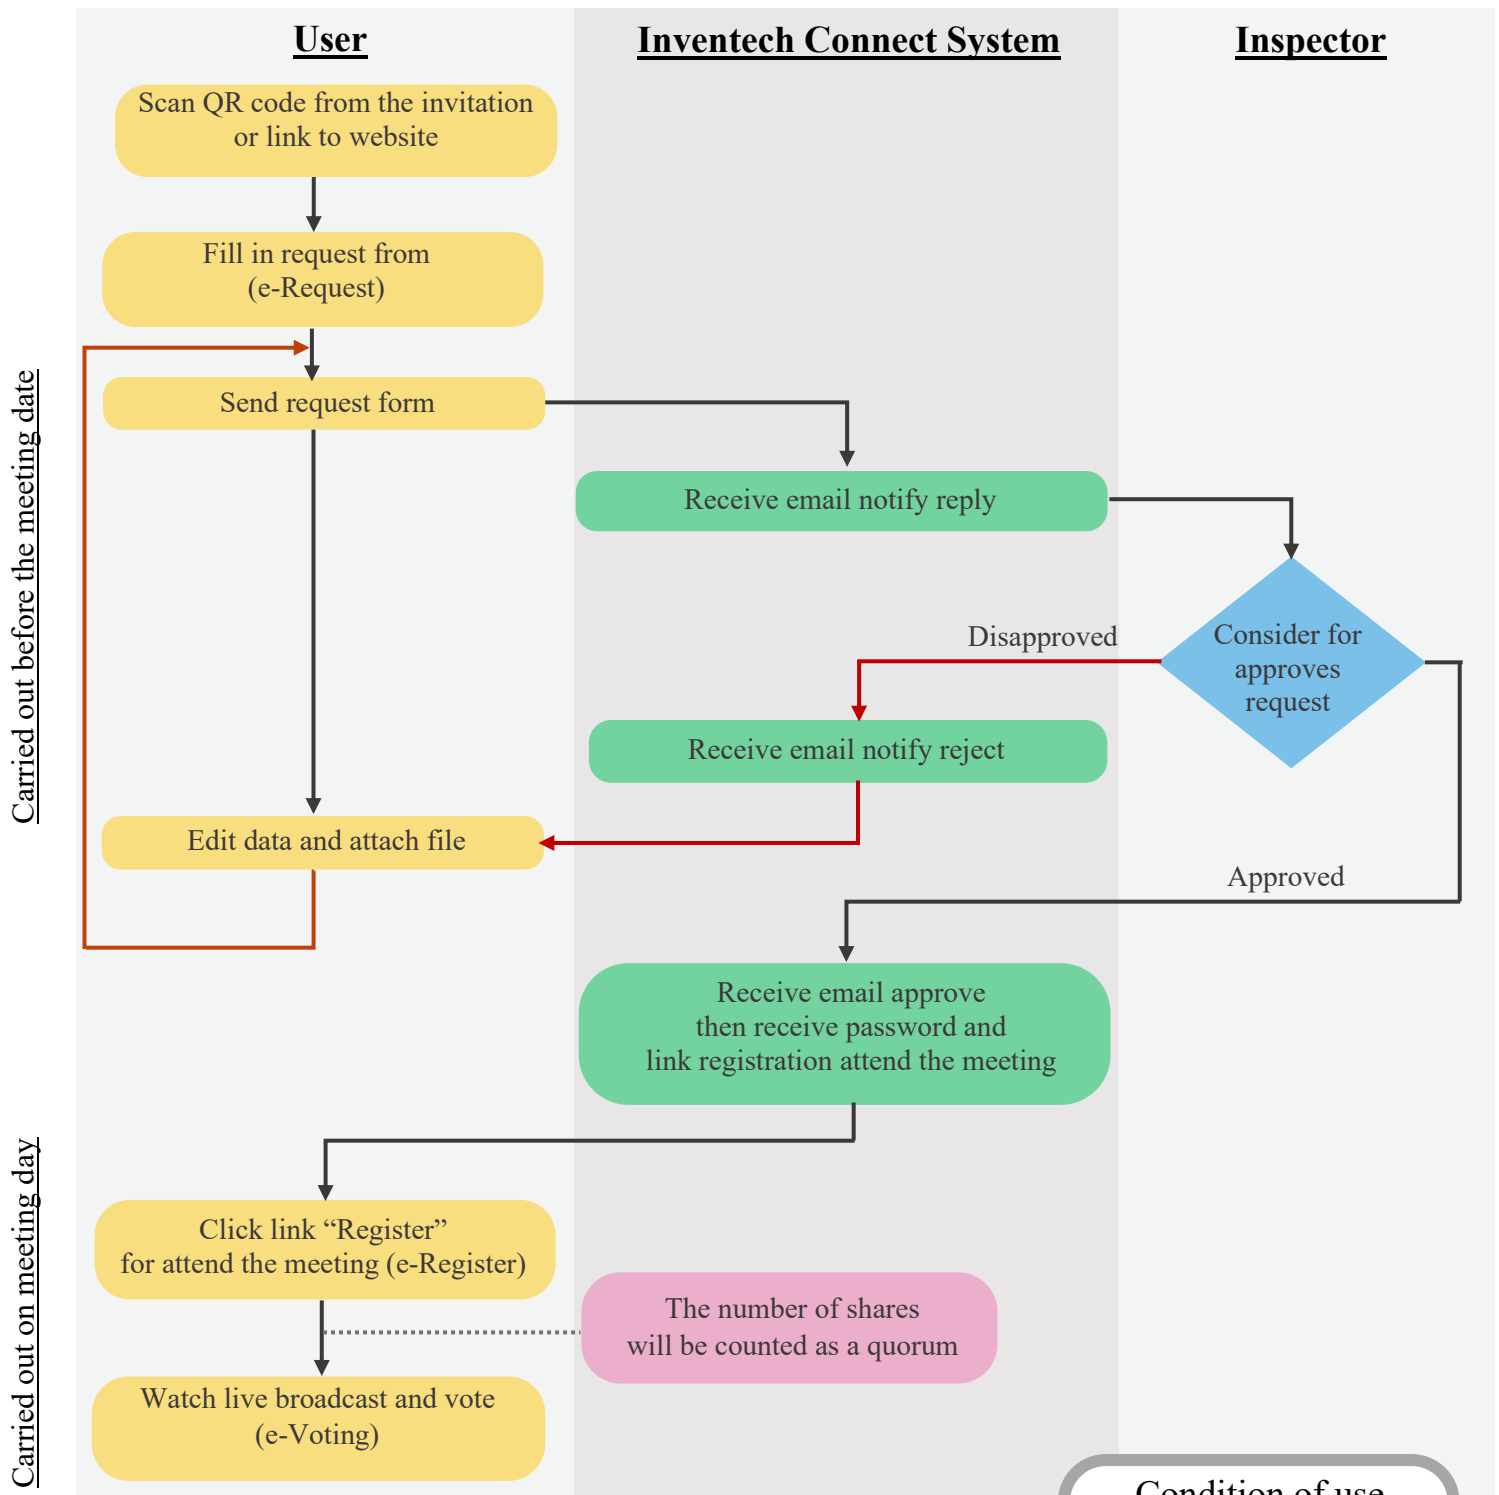 User
Inventech Connect System
Inspector
Scan QR code from the invitation
or link to website
Fill in request from
(e-Request)
Send request form
Receive email notify reply
Disapproved
Consider for
approves
request
Receive email notify reject
Edit data and attach file
Approved
Receive email approve
then receive password and
link registration attend the meeting
Click link “Register”
for attend the meeting (e-Register)
The number of shares
will be counted as a quorum
Watch live broadcast and vote
(e-Voting)
Condition of use
Carried out before the meeting date
Carried out on meeting day